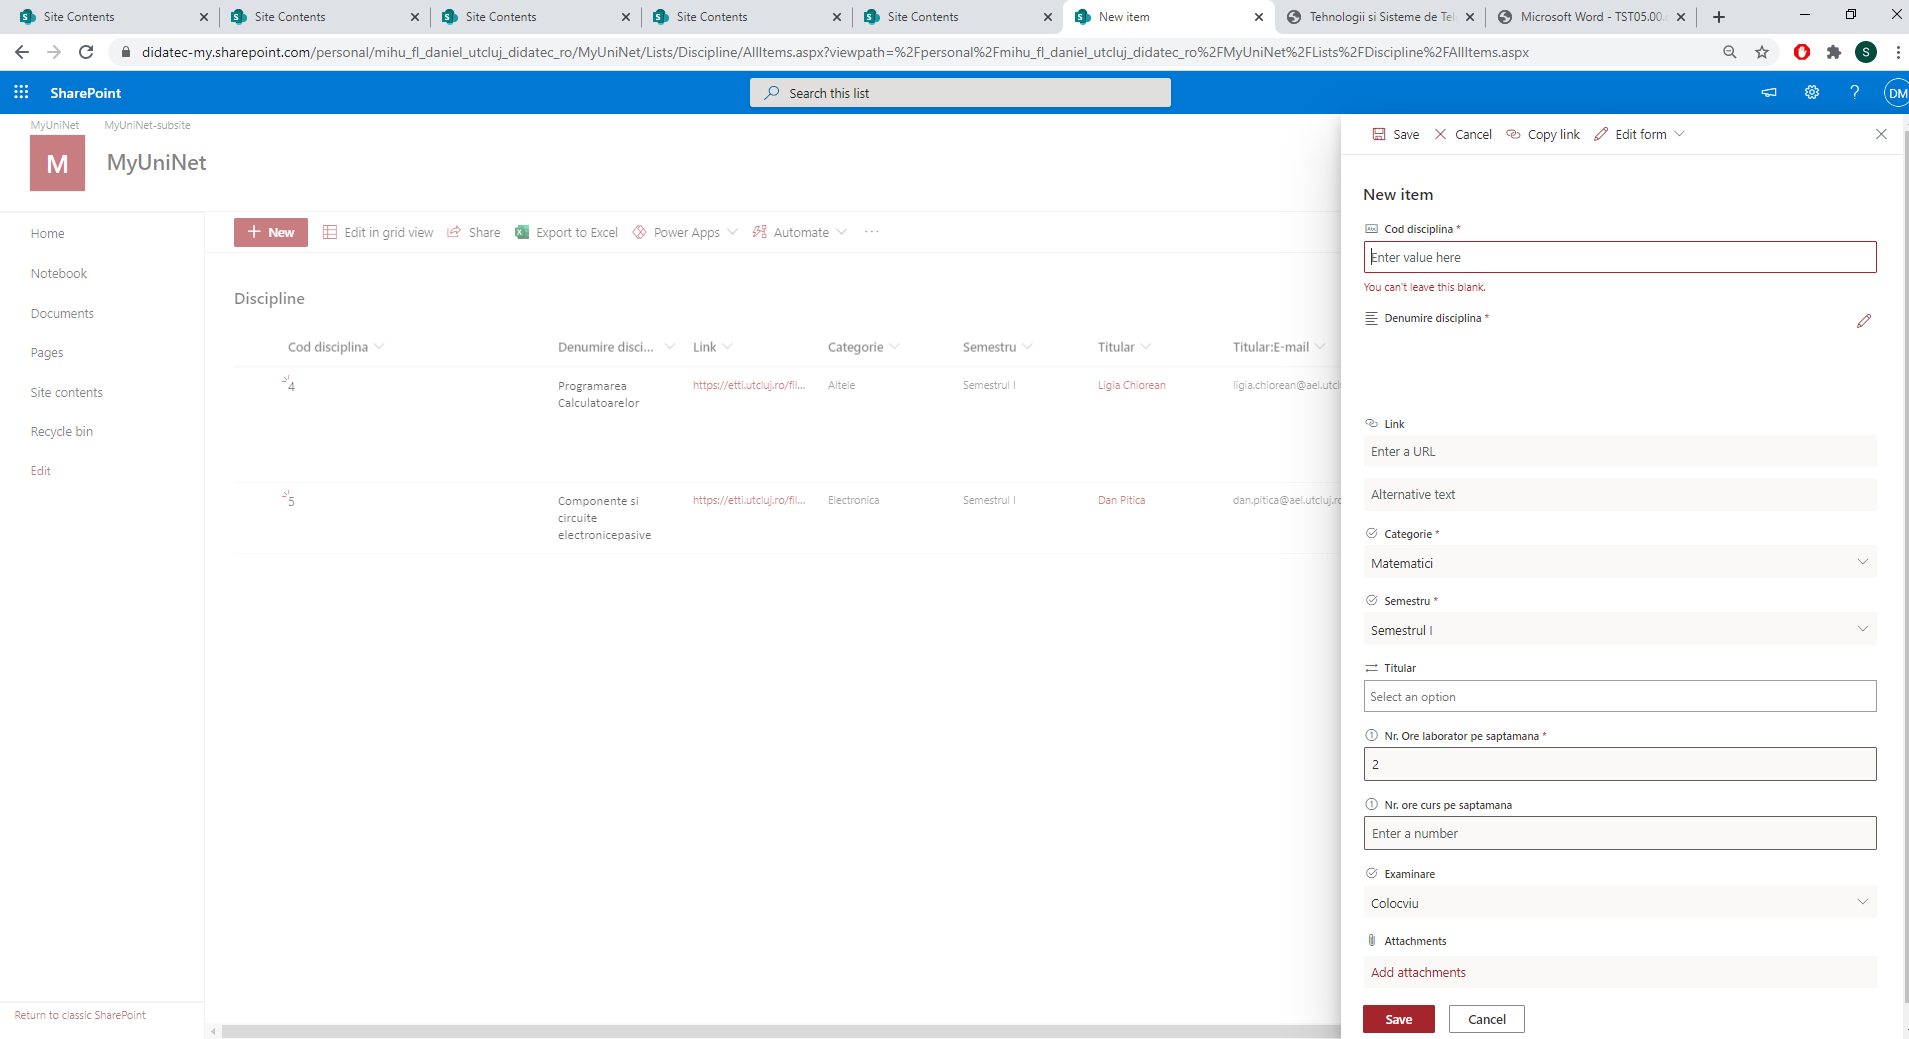 Site Contents
Site Contents
Site Contents
Site Contents
Site Contents
New item
Tehnologii si Sisteme de Tel
Microsoft Word - TST05.00.
didatec-my.sharepoint.com/personal/mihu_fl_daniel_utcluj_didatec_ro/MyUniNet/Lists/Discipline/AllItems.aspx?viewpath=%2Fpersonal%2Fmihu_fl_daniel_utcluj_didatec_ro%2FMyUniNet%2FLists%2FDiscipline%2FAllItems.aspx
S
SharePoint
Search this list
DM
MyUniNet MyUniNet-subsite
M
MyUniNet
Home
Notebook
Documents
Pages
Site contents
Recycle bin
Edit
Return to classic SharePoint
New Edit in grid view Share Export to Excel Power Apps Automate ...
Discipline
Cod disciplina Denumire disci... Link Categorie Semestru Titular Titular:E-mail
4 Programarea https://etti.utcluj.ro/fil... Altele Semestrul I Ligia Chiorean ligia.chiorean@ael.utcl
Calculatoarelor
5 Componente si https://etti.utcluj.ro/fil... Electronica Semestrul I Dan Pitica dan.pitica@ael.utcluj.ro
circuite
electronicepasive
Save Cancel Copy link Edit form
New item
Abc Cod disciplina *
Enter value here
You can't leave this blank.
Denumire disciplina *
Link
Enter a URL
Alternative text
Categorie *
Matematici
Semestru *
Semestrul I
Titular
Select an option
1 Nr. Ore laborator pe saptamana *
2
1 Nr. ore curs pe saptamana
Enter a number
Examinare
Colocviu
Attachments
Add attachments
Save Cancel